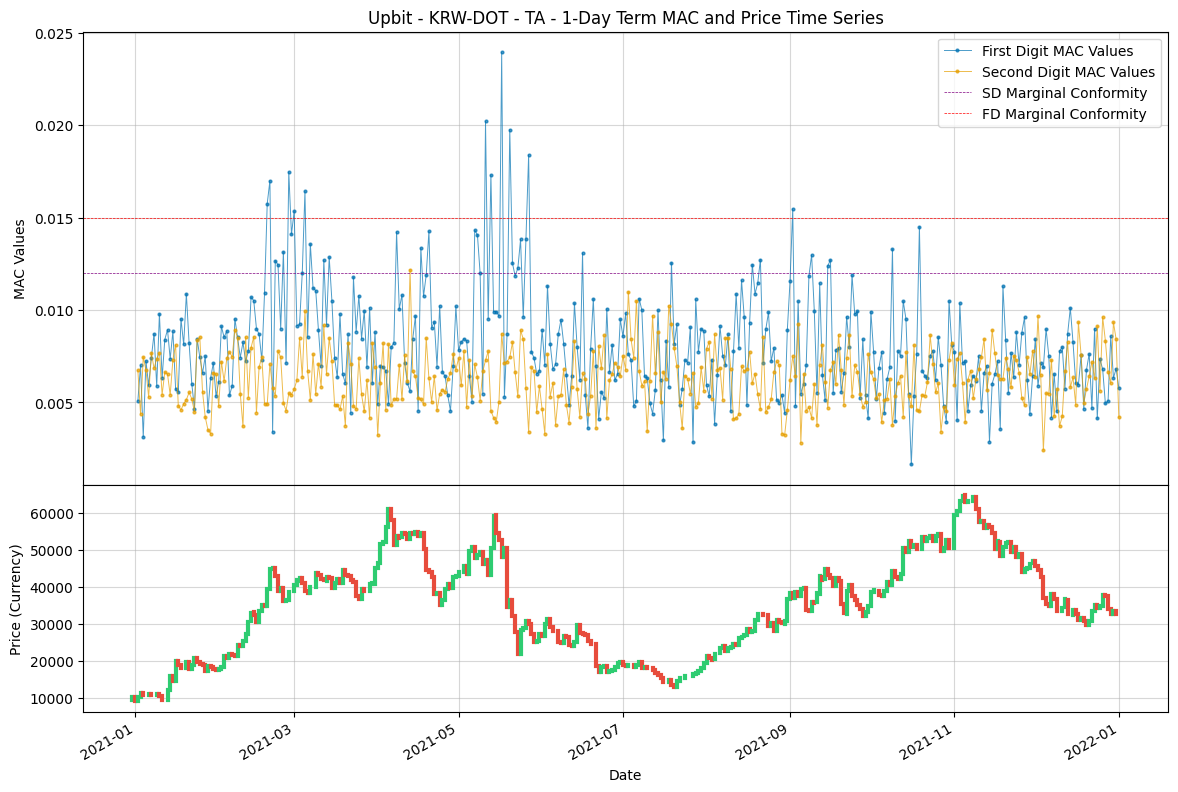 Upbit - KRW-DOT - TA - 1-Day Term MAC and Price Time Series
First Digit MAC Values
Second Digit MAC Values
SD Marginal Conformity
FD Marginal Conformity
MAC Values
0.025
0.020
0.015
0.010
0.005
Price (Currency)
60000
50000
40000
30000
20000
10000
2021-01
2021-03
2021-05
2021-07
2021-09
2021-11
2022-01
Date